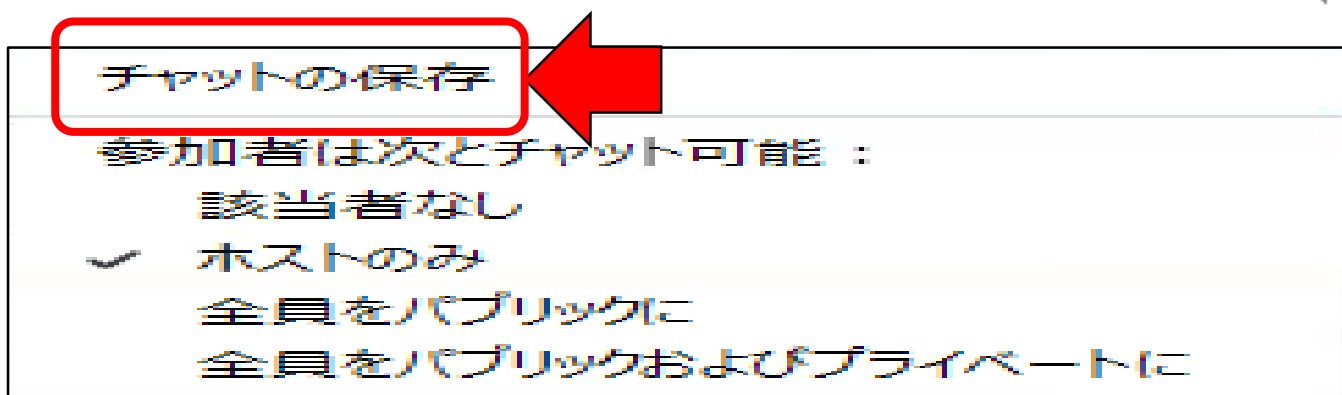 チャットの保存
参加者は次とチャット可能：
該当者なし
ホストのみ
全員をパブリックに
全員をパブリックおよびプライベートに